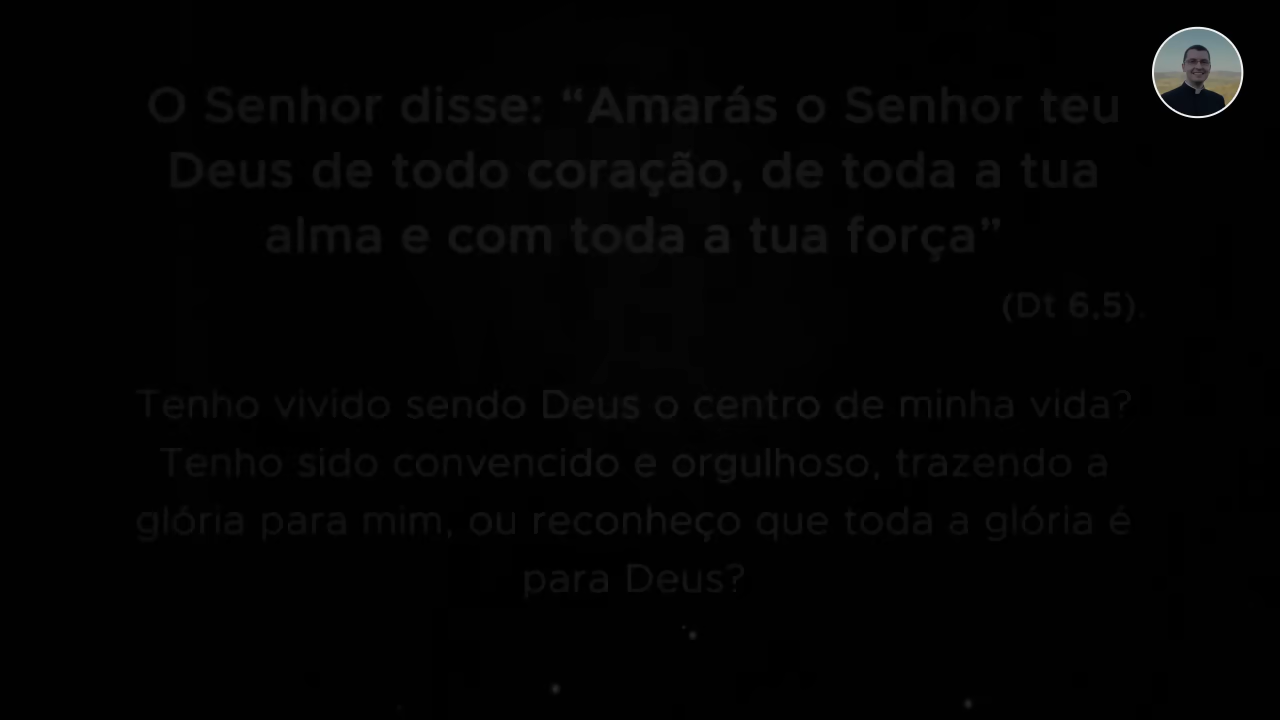 O Senhor disse: “Amarás o Senhor teu
Deus de todo coração, de toda a tua
alma e com toda a tua força”
(Dt 6,5).
Tenho vivido sendo Deus o centro de minha vida?
Tenho sido convencido e orgulhoso, trazendo a
glória para mim, ou reconheço que toda a glória é
para Deus?